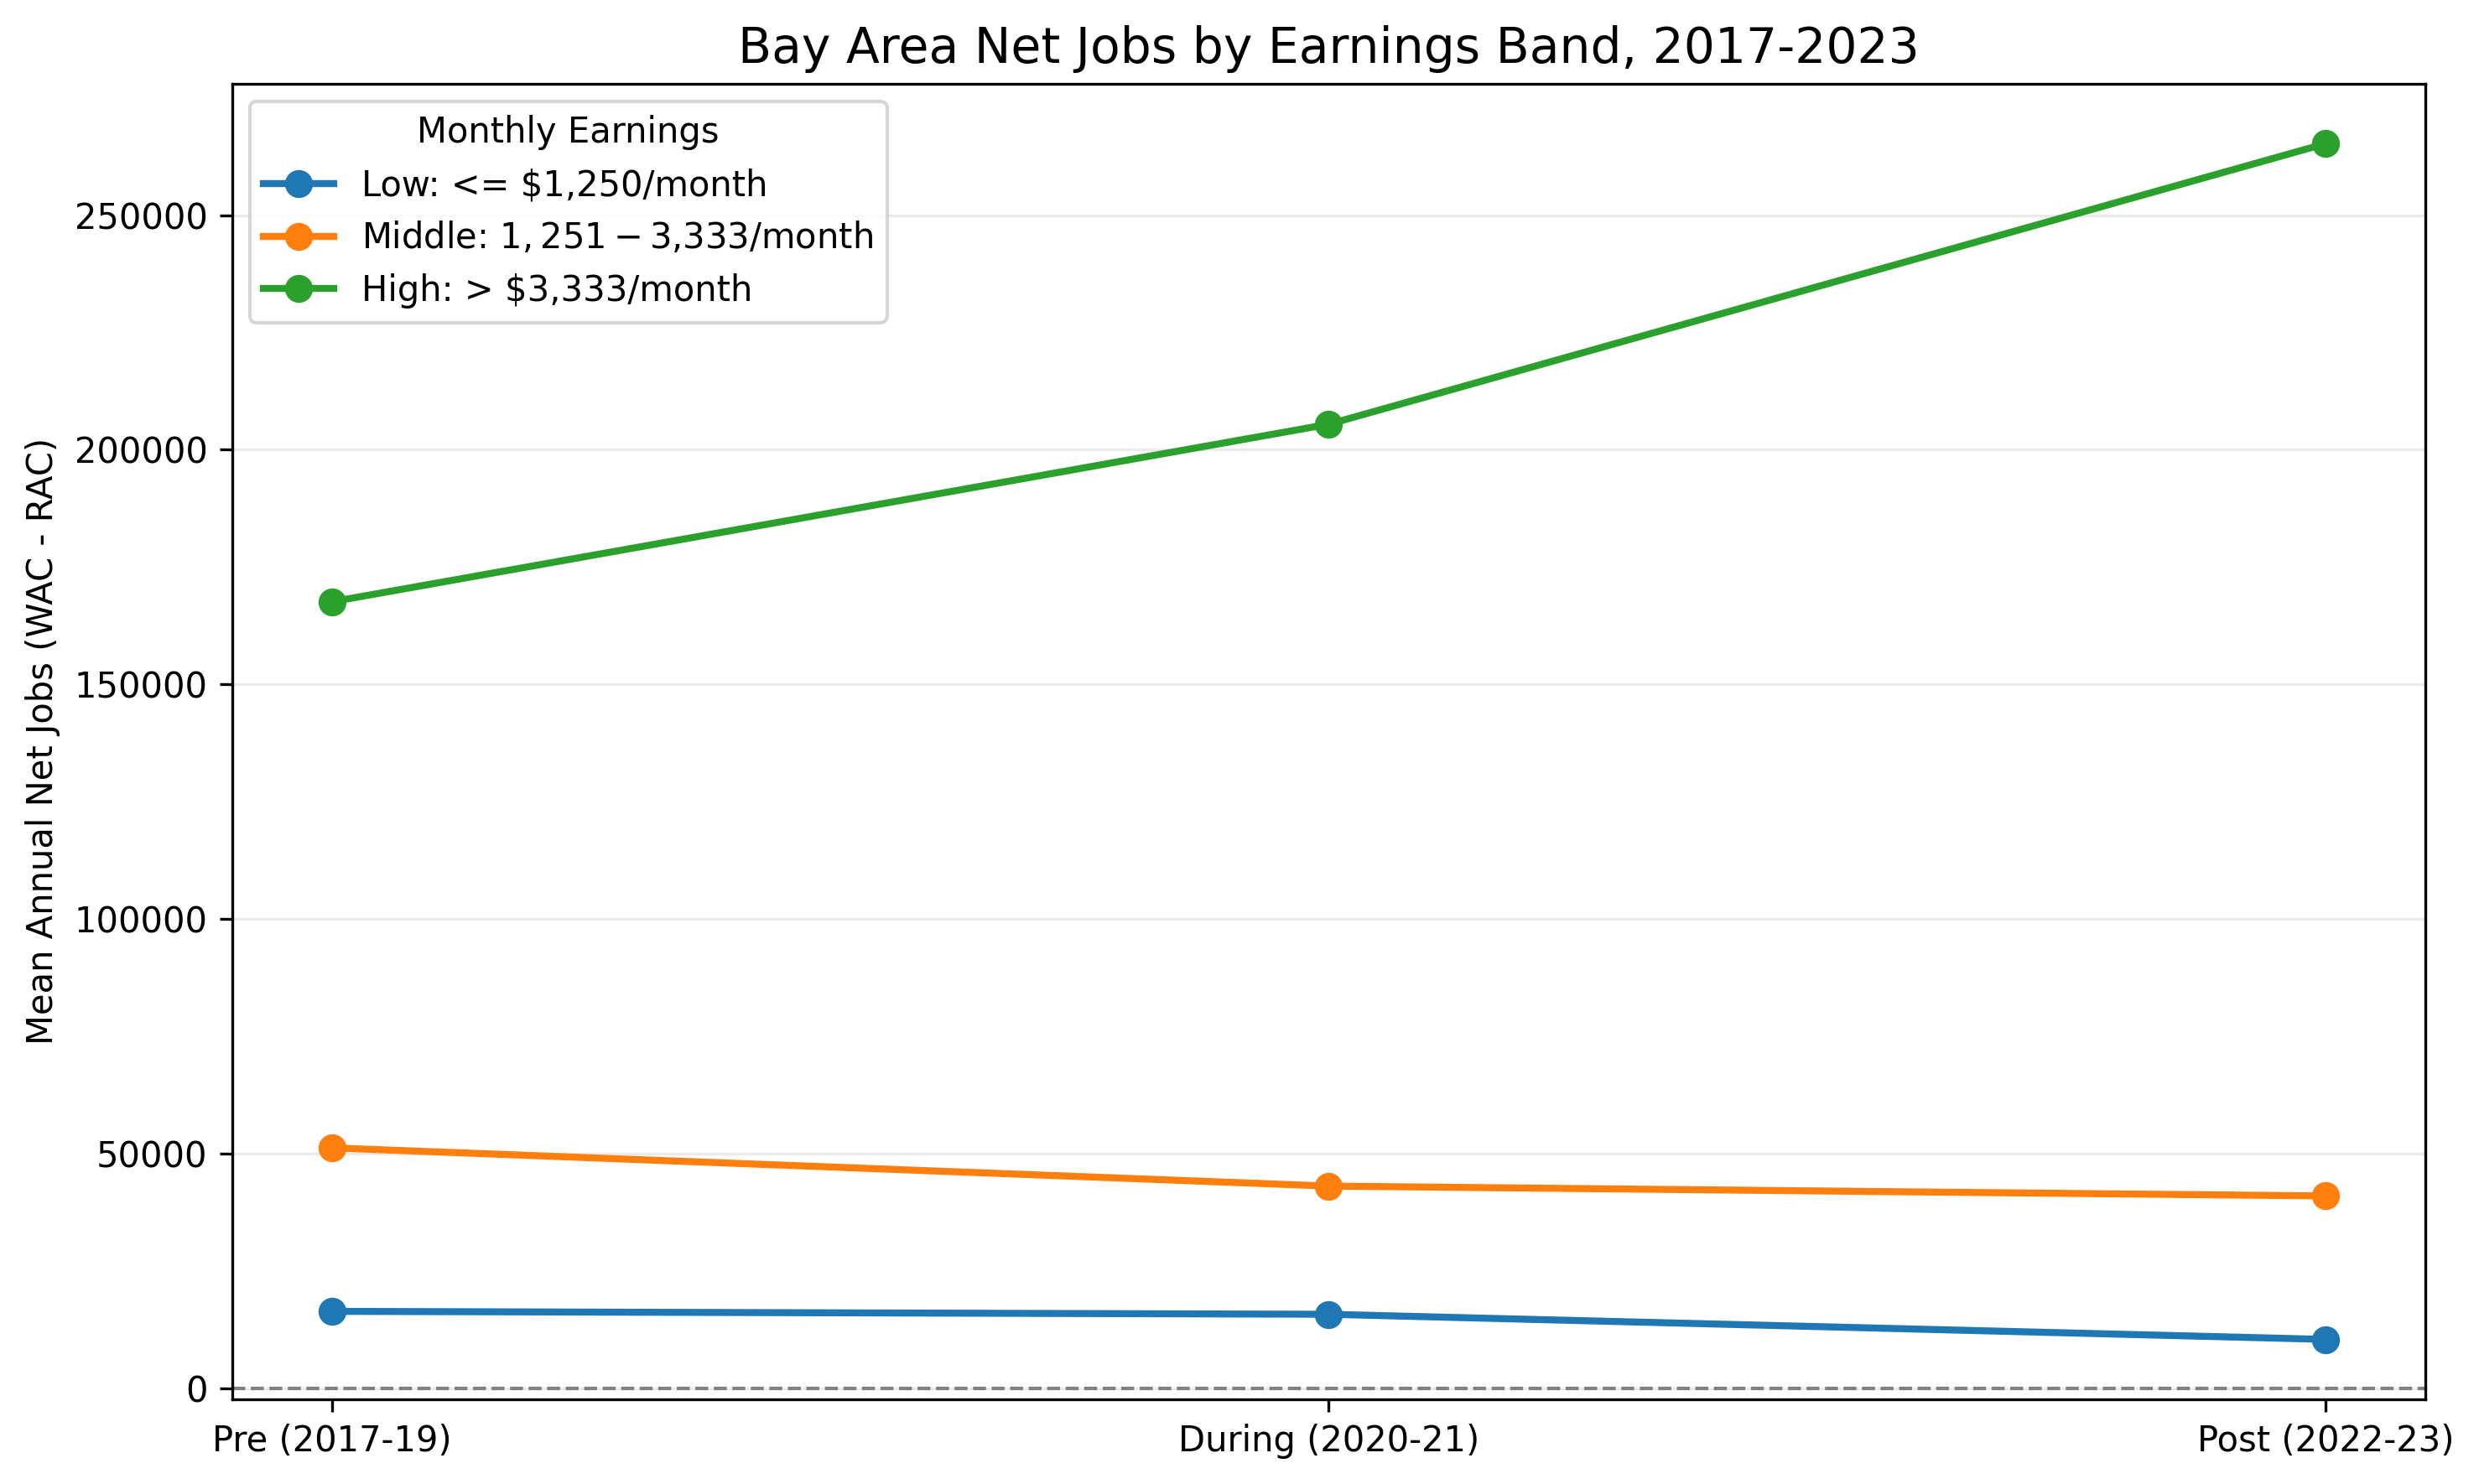 Bay Area Net Jobs by Earnings Band, 2017-2023
Monthly Earnings
Low: <= $1,250/month
Middle: 1,251 − 3,333/month
High: > $3,333/month
Mean Annual Net Jobs (WAC - RAC)
250000
200000
150000
100000
50000
0
Pre (2017-19)
During (2020-21)
Post (2022-23)